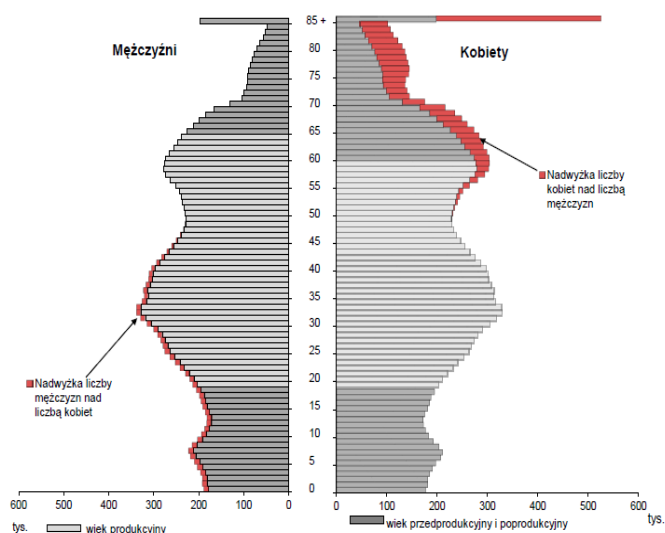 85 +
Mężczyźni
Kobiety
80
75
70
65
60
55
50
45
40
35
30
25
20
15
10
5
0
Nadwyżka liczby
kobiet nad liczbą
mężczyzn
Nadwyżka liczby
mężczyzn nad
liczbą kobiet
600 500 400 300 200 100 0
0 100 200 300 400 500 600
tys. wiek produkcyjny
wiek przedprodukcyjny i poprodukcyjny tys.